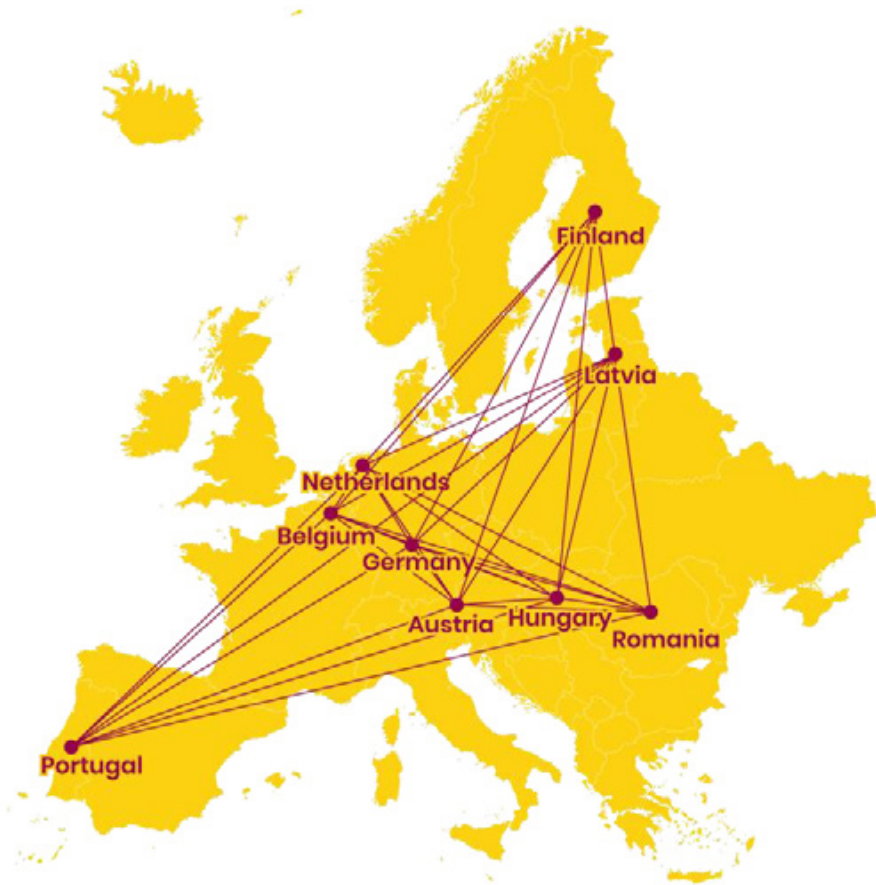 Finland
Latvia
Netherlands
Belgium
Germany
Austria
Hungary
Romania
Portugal